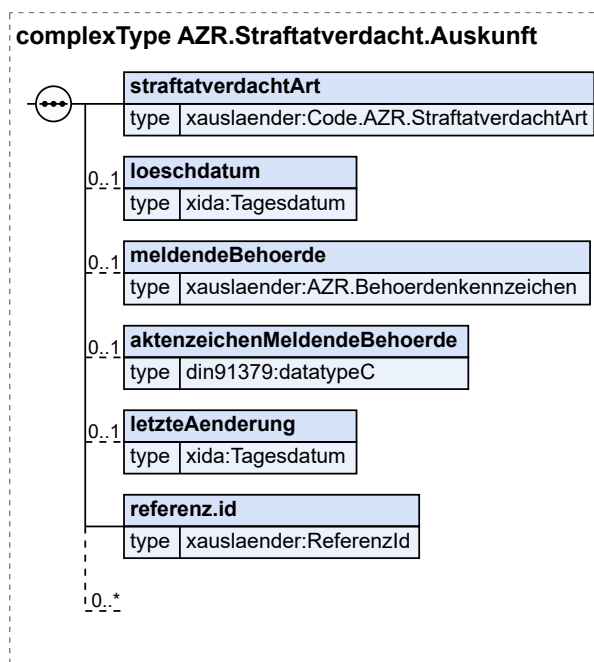 complexType AZR.Straftatverdacht.Auskunft
straftatverdachtArt
type xauslaender:Code.AZR.StraftatverdachtArt
0..1 loeschdatum
type xida:Tagesdatum
0..1 meldendeBehoerde
type xauslaender:AZR.Behoerdenkennzeichen
0..1 aktenzeichenMeldendeBehoerde
type din91379:datatypeC
0..1 letzteAenderung
type xida:Tagesdatum
referenz.id
type xauslaender:ReferenzId
0..*